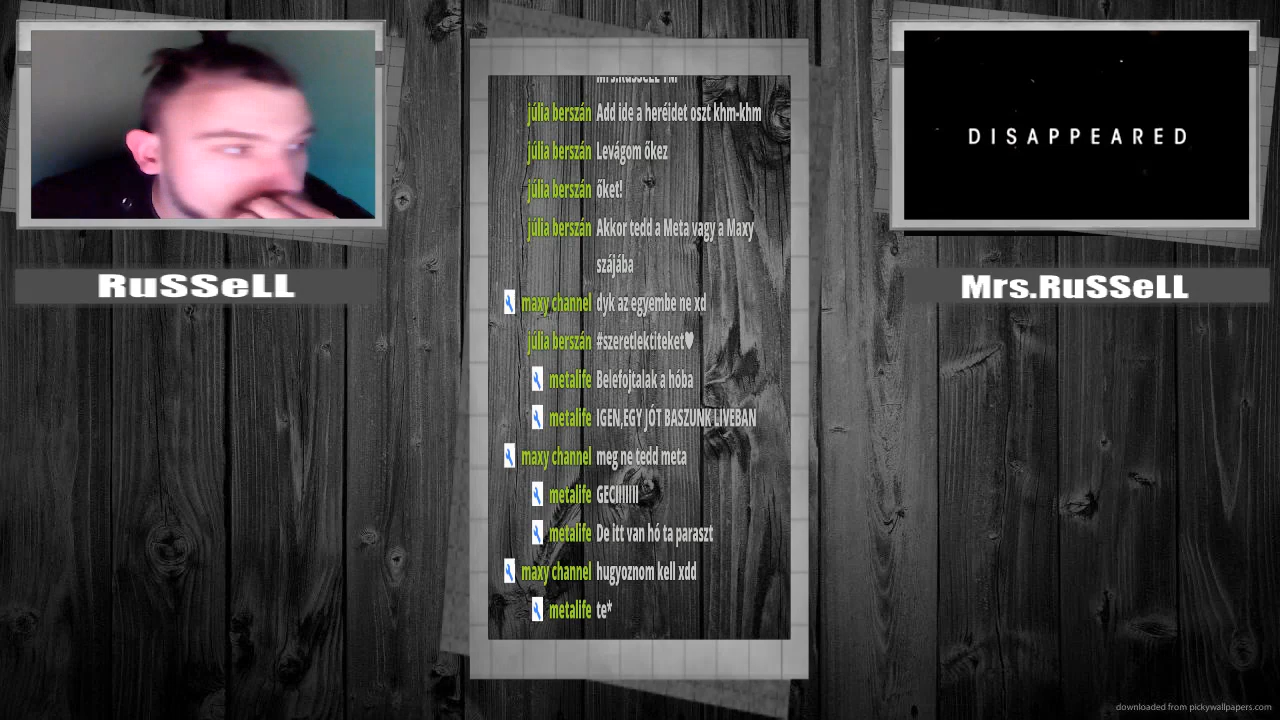 júlia berszán Add ide a heréidet oszt khm-khm
júlia berszán Levágom őkez
júlia berszán őket!
júlia berszán Akkor tedd a Meta vagy a Maxy
szájába
maxy channel dyk az egyembe ne xd
júlia berszán #szeretlektiteket♥
metalife Belefojtalak a hóba
metalife IGEN,EGY JÓT BASZUNK LIVEBAN
maxy channel meg ne tedd meta
metalife GECIIIIIII
metalife De itt van hó ta paraszt
maxy channel hugyoznom kell xdd
metalife te*
RuSSeLL
DISAPPEARED
Mrs.RuSSeLL
downloaded from pickywallpapers.com